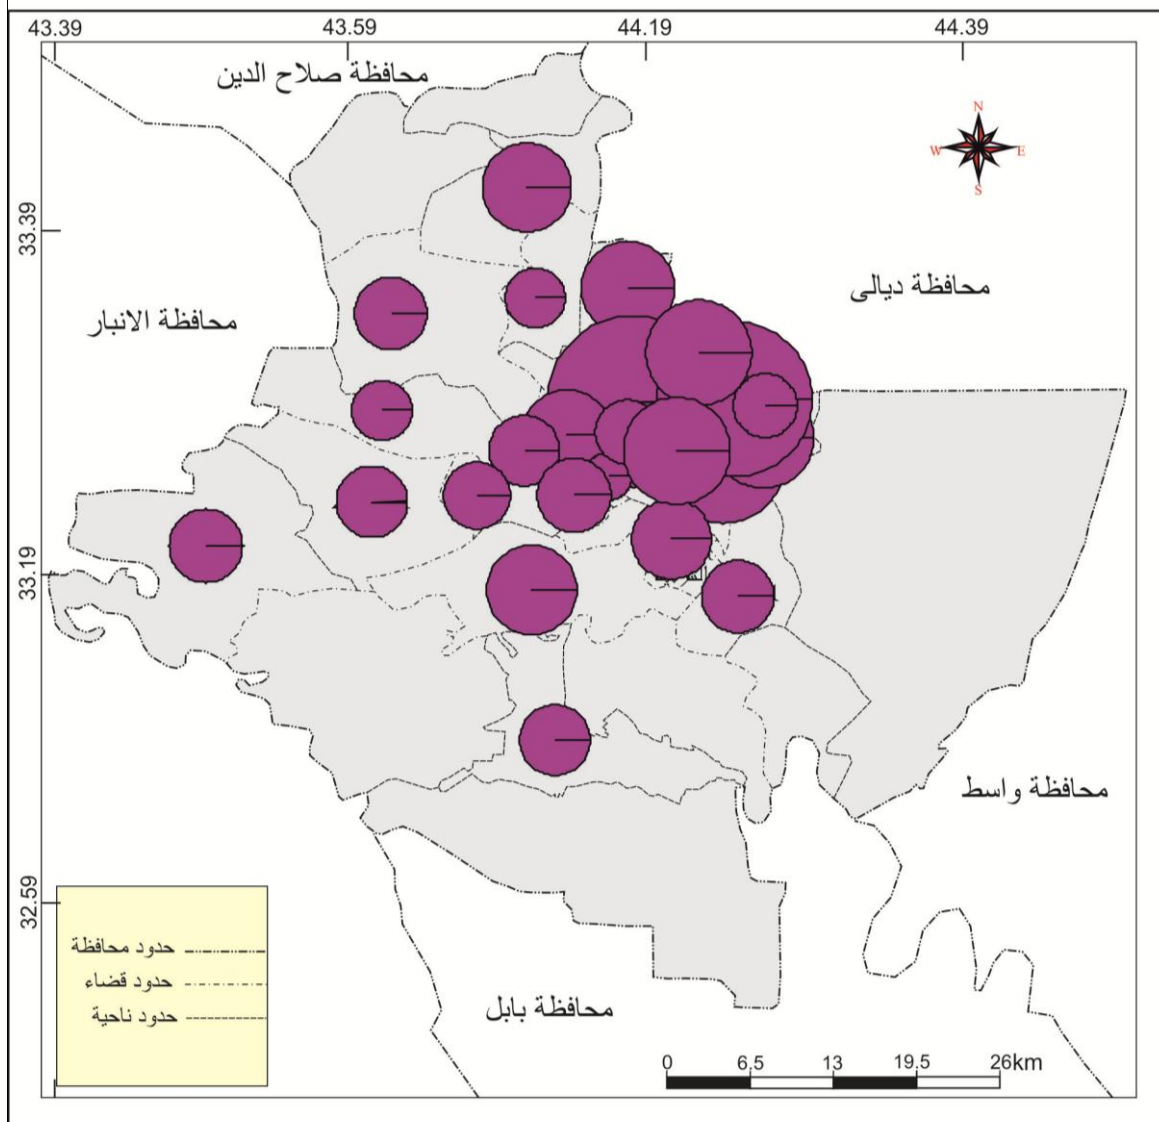 43.39 43.59 44.19 44.39
محافظة صلاح الدين
N
W E
S
33.39
محافظة ديالى
محافظة الانبار
33.19
محافظة واسط
32.59
حدود محافظة
حدود قضاء
حدود ناحية
محافظة بابل
0 6.5 13 19.5 26km